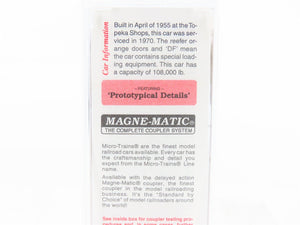 Car Information
Built in April of 1955 at the To-
peka Shops, this car was ser-
viced in 1970. The reefer or-
ange doors and 'DF' mean
the car contains special load-
ing equipment. This car has
a capacity of 108,000 lb.
- FEATURING -
'Prototypical Details'
MAGNE-MATIC®
THE COMPLETE COUPLER SYSTEM
Micro-Trains® are the finest model
railroad cars available. Every car has
the craftsmanship and detail you
expect from the Micro-Trains® Line
name.
Available with the delayed action
Magne-Matic® coupler, the finest
coupler in the model railroading
business. It's the "Standard by
Choice" of model railroaders around
the world!
See inside box for coupler testing pro-